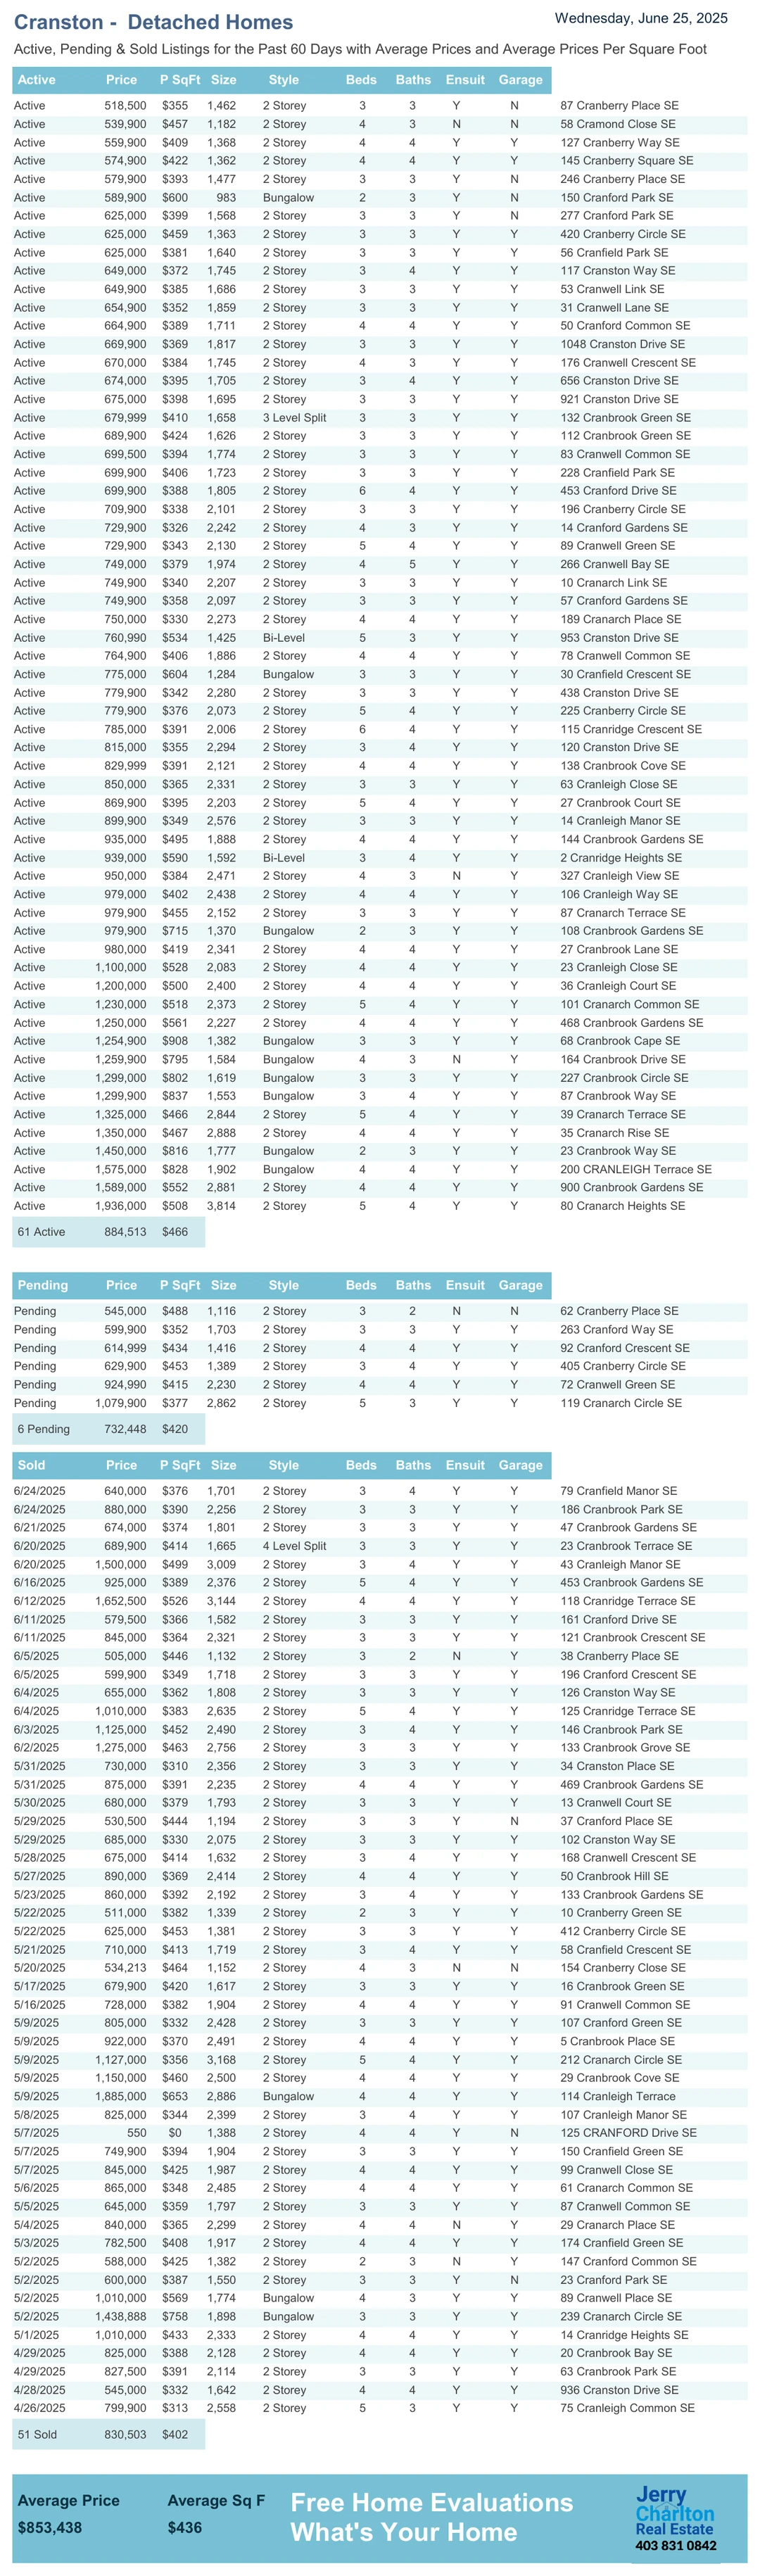 Cranston - Detached Homes Wednesday, June 25, 2025
Active, Pending & Sold Listings for the Past 60 Days with Average Prices and Average Prices Per Square Foot
Active Price P SqFt Size Style Beds Baths Ensuit Garage
Active 518,500 $355 1,462 2 Storey 3 3 Y N 87 Cranberry Place SE
Active 539,900 $457 1,182 2 Storey 4 3 N N 58 Cramond Close SE
Active 559,900 $409 1,368 2 Storey 4 4 Y Y 127 Cranberry Way SE
Active 574,900 $422 1,362 2 Storey 4 4 Y Y 145 Cranberry Square SE
Active 579,900 $393 1,477 2 Storey 3 3 Y N 246 Cranberry Place SE
Active 589,900 $600 983 Bungalow 2 3 Y N 150 Cranford Park SE
Active 625,000 $399 1,568 2 Storey 3 3 Y N 277 Cranford Park SE
Active 625,000 $459 1,363 2 Storey 3 3 Y Y 420 Cranberry Circle SE
Active 625,000 $381 1,640 2 Storey 3 3 Y Y 56 Cranfield Park SE
Active 649,000 $372 1,745 2 Storey 3 4 Y Y 117 Cranston Way SE
Active 649,900 $385 1,686 2 Storey 3 3 Y Y 53 Cranwell Link SE
Active 654,900 $352 1,859 2 Storey 3 3 Y Y 31 Cranwell Lane SE
Active 664,900 $389 1,711 2 Storey 4 4 Y Y 50 Cranford Common SE
Active 669,900 $369 1,817 2 Storey 3 3 Y Y 1048 Cranston Drive SE
Active 670,000 $384 1,745 2 Storey 4 3 Y Y 176 Cranwell Crescent SE
Active 674,000 $395 1,705 2 Storey 3 4 Y Y 656 Cranston Drive SE
Active 675,000 $398 1,695 2 Storey 3 3 Y Y 921 Cranston Drive SE
Active 679,999 $410 1,658 3 Level Split 3 3 Y Y 132 Cranbrook Green SE
Active 689,900 $424 1,626 2 Storey 3 3 Y Y 112 Cranbrook Green SE
Active 699,500 $394 1,774 2 Storey 3 3 Y Y 83 Cranwell Common SE
Active 699,900 $406 1,723 2 Storey 3 3 Y Y 228 Cranfield Park SE
Active 699,900 $388 1,805 2 Storey 6 4 Y Y 453 Cranford Drive SE
Active 709,900 $338 2,101 2 Storey 3 3 Y Y 196 Cranberry Circle SE
Active 729,900 $326 2,242 2 Storey 4 3 Y Y 14 Cranford Gardens SE
Active 729,900 $343 2,130 2 Storey 5 4 Y Y 89 Cranwell Green SE
Active 749,000 $379 1,974 2 Storey 4 5 Y Y 266 Cranwell Bay SE
Active 749,900 $340 2,207 2 Storey 3 3 Y Y 10 Cranarch Link SE
Active 749,900 $358 2,097 2 Storey 3 3 Y Y 57 Cranford Gardens SE
Active 750,000 $330 2,273 2 Storey 4 4 Y Y 189 Cranarch Place SE
Active 760,990 $534 1,425 Bi-Level 5 3 Y Y 953 Cranston Drive SE
Active 764,900 $406 1,886 2 Storey 4 4 Y Y 78 Cranwell Common SE
Active 775,000 $604 1,284 Bungalow 3 3 Y Y 30 Cranfield Crescent SE
Active 779,900 $342 2,280 2 Storey 3 3 Y Y 438 Cranston Drive SE
Active 779,900 $376 2,073 2 Storey 5 4 Y Y 225 Cranberry Circle SE
Active 785,000 $391 2,006 2 Storey 6 4 Y Y 115 Cranridge Crescent SE
Active 815,000 $355 2,294 2 Storey 3 4 Y Y 120 Cranston Drive SE
Active 829,999 $391 2,121 2 Storey 4 4 Y Y 138 Cranbrook Cove SE
Active 850,000 $365 2,331 2 Storey 3 3 Y Y 63 Cranleigh Close SE
Active 869,900 $395 2,203 2 Storey 5 4 Y Y 27 Cranbrook Court SE
Active 899,900 $349 2,576 2 Storey 3 3 Y Y 14 Cranleigh Manor SE
Active 935,000 $495 1,888 2 Storey 4 4 Y Y 144 Cranbrook Gardens SE
Active 939,000 $590 1,592 Bi-Level 3 4 Y Y 2 Cranridge Heights SE
Active 950,000 $384 2,471 2 Storey 4 3 N Y 327 Cranleigh View SE
Active 979,000 $402 2,438 2 Storey 4 4 Y Y 106 Cranleigh Way SE
Active 979,900 $455 2,152 2 Storey 3 3 Y Y 87 Cranarch Terrace SE
Active 979,900 $715 1,370 Bungalow 2 3 Y Y 108 Cranbrook Gardens SE
Active 980,000 $419 2,341 2 Storey 4 4 Y Y 27 Cranbrook Lane SE
Active 1,100,000 $528 2,083 2 Storey 4 4 Y Y 23 Cranleigh Close SE
Active 1,200,000 $500 2,400 2 Storey 4 4 Y Y 36 Cranleigh Court SE
Active 1,230,000 $518 2,373 2 Storey 5 4 Y Y 101 Cranarch Common SE
Active 1,250,000 $561 2,227 2 Storey 4 4 Y Y 468 Cranbrook Gardens SE
Active 1,254,900 $908 1,382 Bungalow 3 3 Y Y 68 Cranbrook Cape SE
Active 1,259,900 $795 1,584 Bungalow 4 3 N Y 164 Cranbrook Drive SE
Active 1,299,000 $802 1,619 Bungalow 3 3 Y Y 227 Cranbrook Circle SE
Active 1,299,900 $837 1,553 Bungalow 3 4 Y Y 87 Cranbrook Way SE
Active 1,325,000 $466 2,844 2 Storey 5 4 Y Y 39 Cranarch Terrace SE
Active 1,350,000 $467 2,888 2 Storey 4 4 Y Y 35 Cranarch Rise SE
Active 1,450,000 $816 1,777 Bungalow 2 3 Y Y 23 Cranbrook Way SE
Active 1,575,000 $828 1,902 Bungalow 4 4 Y Y 200 CRANLEIGH Terrace SE
Active 1,589,000 $552 2,881 2 Storey 4 4 Y Y 900 Cranbrook Gardens SE
Active 1,936,000 $508 3,814 2 Storey 5 4 Y Y 80 Cranarch Heights SE
61 Active 884,513 $466
Pending Price P SqFt Size Style Beds Baths Ensuit Garage
Pending 545,000 $488 1,116 2 Storey 3 2 N N 62 Cranberry Place SE
Pending 599,900 $352 1,703 2 Storey 3 3 Y Y 263 Cranford Way SE
Pending 614,999 $434 1,416 2 Storey 4 4 Y Y 92 Cranford Crescent SE
Pending 629,900 $453 1,389 2 Storey 3 4 Y Y 405 Cranberry Circle SE
Pending 924,990 $415 2,230 2 Storey 4 4 Y Y 72 Cranwell Green SE
Pending 1,079,900 $377 2,862 2 Storey 5 3 Y Y 119 Cranarch Circle SE
6 Pending 732,448 $420
Sold Price P SqFt Size Style Beds Baths Ensuit Garage
6/24/2025 640,000 $376 1,701 2 Storey 3 4 Y Y 79 Cranfield Manor SE
6/24/2025 880,000 $390 2,256 2 Storey 3 3 Y Y 186 Cranbrook Park SE
6/21/2025 674,000 $374 1,801 2 Storey 3 3 Y Y 47 Cranbrook Gardens SE
6/20/2025 689,900 $414 1,665 4 Level Split 3 3 Y Y 23 Cranbrook Terrace SE
6/20/2025 1,500,000 $499 3,009 2 Storey 3 4 Y Y 43 Cranleigh Manor SE
6/16/2025 925,000 $389 2,376 2 Storey 5 4 Y Y 453 Cranbrook Gardens SE
6/12/2025 1,652,500 $526 3,144 2 Storey 4 4 Y Y 118 Cranridge Terrace SE
6/11/2025 579,500 $366 1,582 2 Storey 3 3 Y Y 161 Cranford Drive SE
6/11/2025 845,000 $364 2,321 2 Storey 3 3 Y Y 121 Cranbrook Crescent SE
6/5/2025 505,000 $446 1,132 2 Storey 3 2 N Y 38 Cranberry Place SE
6/5/2025 599,900 $349 1,718 2 Storey 3 3 Y Y 196 Cranford Crescent SE
6/4/2025 655,000 $362 1,808 2 Storey 3 3 Y Y 126 Cranston Way SE
6/4/2025 1,010,000 $383 2,635 2 Storey 5 4 Y Y 125 Cranridge Terrace SE
6/3/2025 1,125,000 $452 2,490 2 Storey 3 4 Y Y 146 Cranbrook Park SE
6/2/2025 1,275,000 $463 2,756 2 Storey 3 3 Y Y 133 Cranbrook Grove SE
5/31/2025 730,000 $310 2,356 2 Storey 3 3 Y Y 34 Cranston Place SE
5/31/2025 875,000 $391 2,235 2 Storey 4 4 Y Y 469 Cranbrook Gardens SE
5/30/2025 680,000 $379 1,793 2 Storey 3 3 Y Y 13 Cranwell Court SE
5/29/2025 530,500 $444 1,194 2 Storey 3 3 Y N 37 Cranford Place SE
5/29/2025 685,000 $330 2,075 2 Storey 3 3 Y Y 102 Cranston Way SE
5/28/2025 675,000 $414 1,632 2 Storey 3 4 Y Y 168 Cranwell Crescent SE
5/27/2025 890,000 $369 2,414 2 Storey 4 4 Y Y 50 Cranbrook Hill SE
5/23/2025 860,000 $392 2,192 2 Storey 3 4 Y Y 133 Cranbrook Gardens SE
5/22/2025 511,000 $382 1,339 2 Storey 2 3 Y Y 10 Cranberry Green SE
5/22/2025 625,000 $453 1,381 2 Storey 3 3 Y Y 412 Cranberry Circle SE
5/21/2025 710,000 $413 1,719 2 Storey 3 4 Y Y 58 Cranfield Crescent SE
5/20/2025 534,213 $464 1,152 2 Storey 4 3 N N 154 Cranberry Close SE
5/17/2025 679,900 $420 1,617 2 Storey 3 3 Y Y 16 Cranbrook Green SE
5/16/2025 728,000 $382 1,904 2 Storey 4 4 Y Y 91 Cranwell Common SE
5/9/2025 805,000 $332 2,428 2 Storey 3 3 Y Y 107 Cranford Green SE
5/9/2025 922,000 $370 2,491 2 Storey 4 4 Y Y 5 Cranbrook Place SE
5/9/2025 1,127,000 $356 3,168 2 Storey 5 4 Y Y 212 Cranarch Circle SE
5/9/2025 1,150,000 $460 2,500 2 Storey 4 4 Y Y 29 Cranbrook Cove SE
5/9/2025 1,885,000 $653 2,886 Bungalow 4 4 Y Y 114 Cranleigh Terrace
5/8/2025 825,000 $344 2,399 2 Storey 3 4 Y Y 107 Cranleigh Manor SE
5/7/2025 550 $0 1,388 2 Storey 4 4 Y N 125 CRANFORD Drive SE
5/7/2025 749,900 $394 1,904 2 Storey 3 3 Y Y 150 Cranfield Green SE
5/7/2025 845,000 $425 1,987 2 Storey 4 4 Y Y 99 Cranwell Close SE
5/6/2025 865,000 $348 2,485 2 Storey 4 4 Y Y 61 Cranarch Common SE
5/5/2025 645,000 $359 1,797 2 Storey 3 3 Y Y 87 Cranwell Common SE
5/4/2025 840,000 $365 2,299 2 Storey 4 4 N Y 29 Cranarch Place SE
5/3/2025 782,500 $408 1,917 2 Storey 4 4 Y Y 174 Cranfield Green SE
5/2/2025 588,000 $425 1,382 2 Storey 2 3 N Y 147 Cranford Common SE
5/2/2025 600,000 $387 1,550 2 Storey 3 3 Y N 23 Cranford Park SE
5/2/2025 1,010,000 $569 1,774 Bungalow 4 3 Y Y 89 Cranwell Place SE
5/2/2025 1,438,888 $758 1,898 Bungalow 3 3 Y Y 239 Cranarch Circle SE
5/1/2025 1,010,000 $433 2,333 2 Storey 4 4 Y Y 14 Cranridge Heights SE
4/29/2025 825,000 $388 2,128 2 Storey 4 4 Y Y 20 Cranbrook Bay SE
4/29/2025 827,500 $391 2,114 2 Storey 3 3 Y Y 63 Cranbrook Park SE
4/28/2025 545,000 $332 1,642 2 Storey 4 4 Y Y 936 Cranston Drive SE
4/26/2025 799,900 $313 2,558 2 Storey 5 3 Y Y 75 Cranleigh Common SE
51 Sold 830,503 $402
Average Price Average Sq F
$853,438 $436
Free Home Evaluations
What's Your Home
Jerry
Charlton
Real Estate
403 831 0842